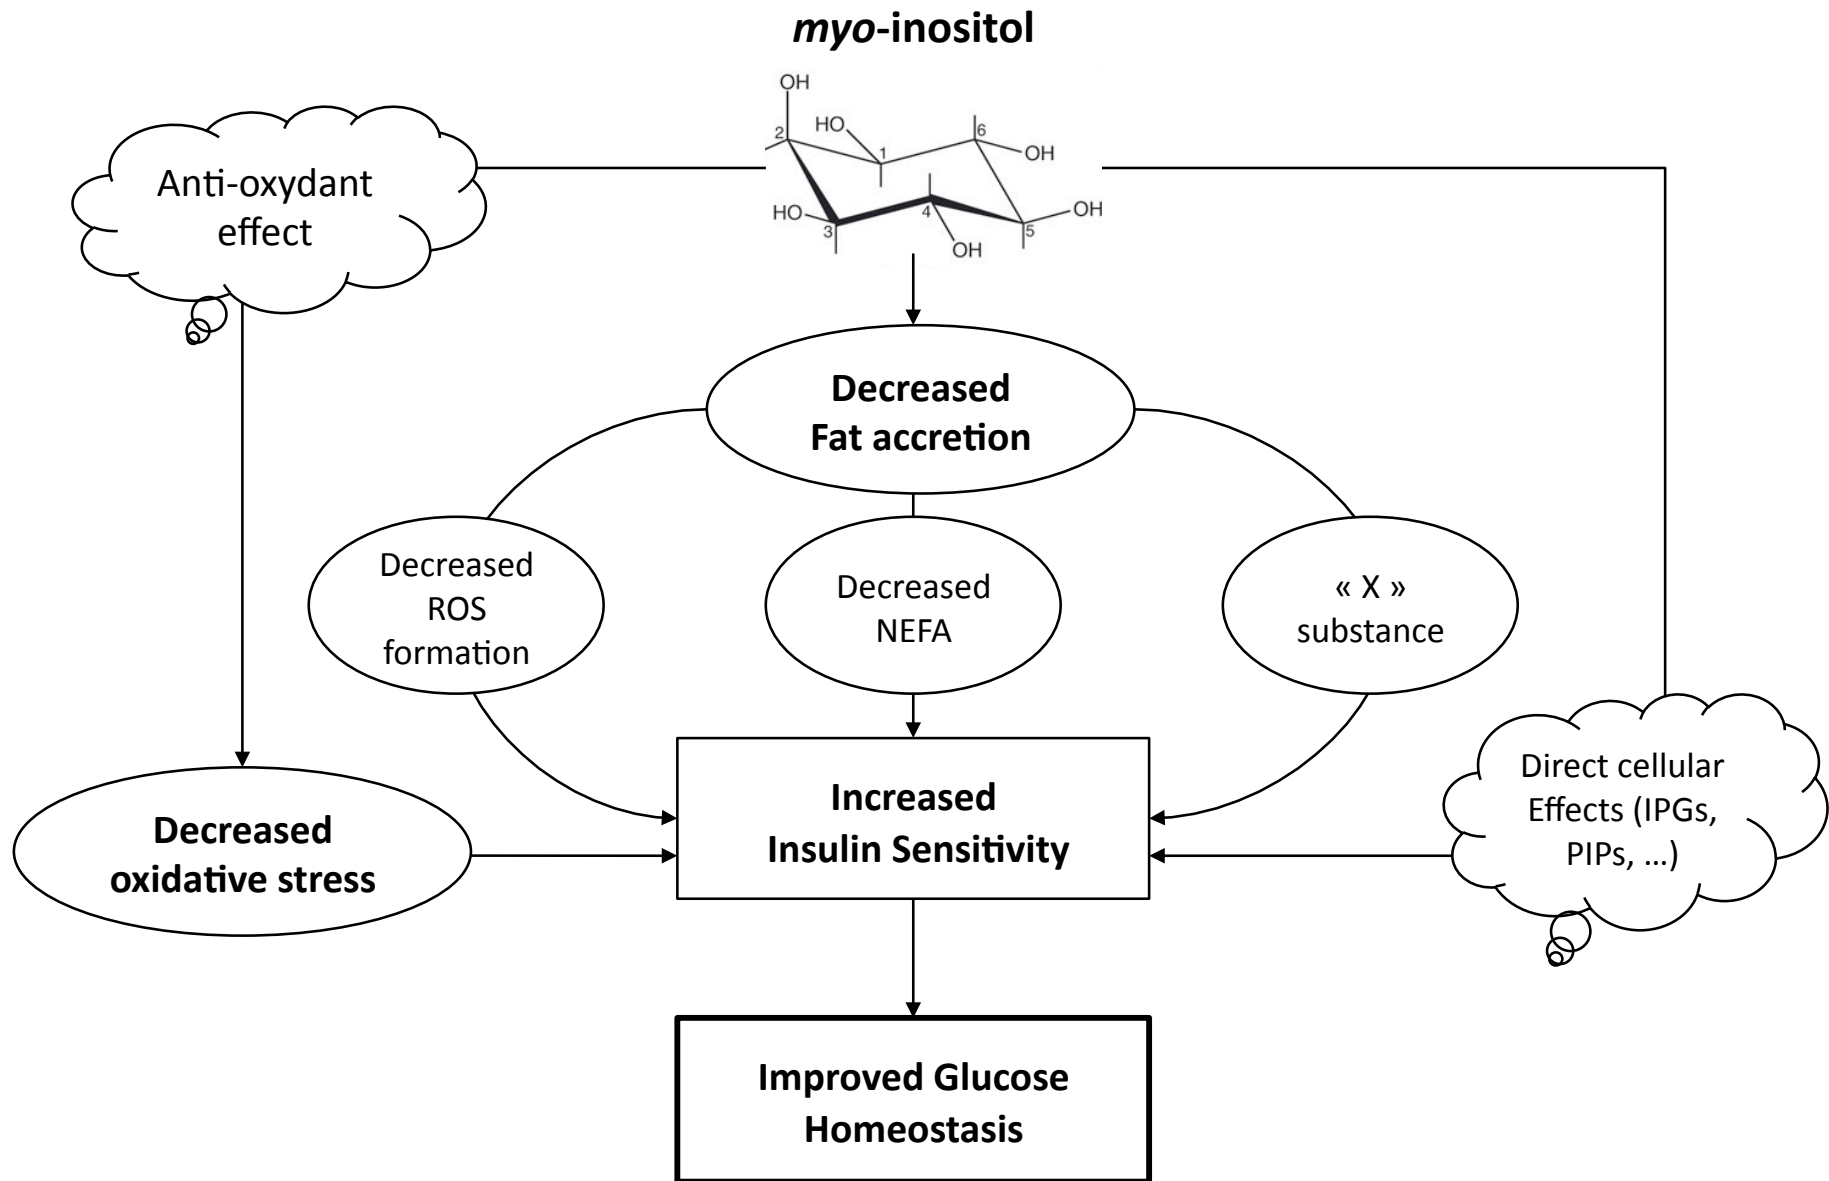 myo-inositol
OH
HO
2
1
6
OH
HO
3
4
5
OH
OH
Anti-oxydant
effect
Decreased
Fat accretion
Decreased
ROS
formation
Decreased
NEFA
« X »
substance
Direct cellular
Effects (IPGs,
PIPs, ...)
Decreased
oxidative stress
Increased
Insulin Sensitivity
Improved Glucose
Homeostasis